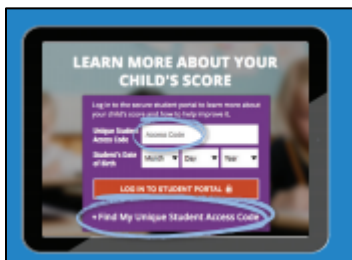 LEARN MORE ABOUT YOUR
CHILD'S SCORE
Log in to the secure student portal to learn more about
your child's score and how to help improve it.
Unique Student
Access Code
Access Code
Student's Date
of Birth
Month
Day
Year
LOG IN TO STUDENT PORTAL
+Find My Unique Student Access Code